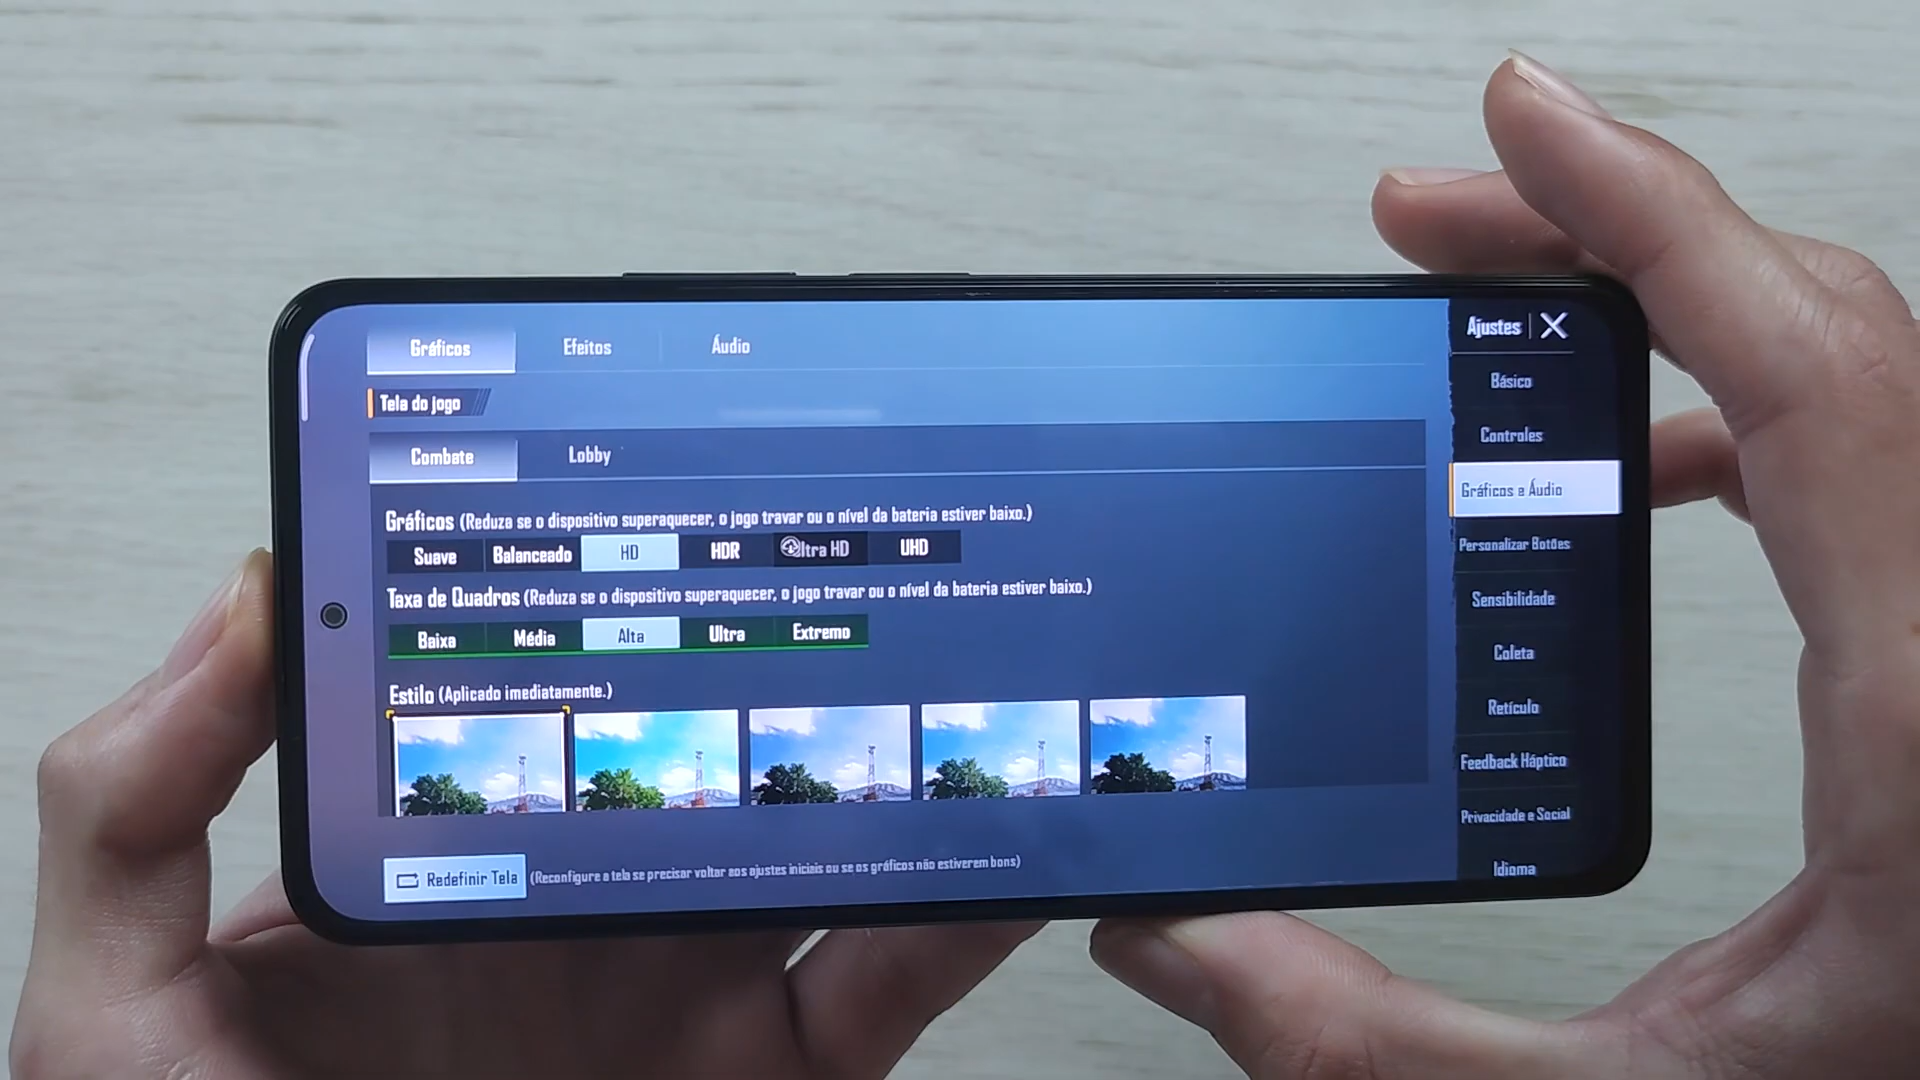 Gráficos Efeitos Áudio
Tela do jogo
Combate Lobby
Gráficos (Reduza se o dispositivo superaquecer, o jogo travar ou o nível da bateria estiver baixo.)
Suave Balanceado HD HDR ltra HD UHD
Taxa de Quadros (Reduza se o dispositivo superaquecer, o jogo travar ou o nível da bateria estiver baixo.)
Baixa Média Alta Ultra Extremo
Estilo (Aplicado imediatamente.)
Redefinir Tela (Reconfigure a tela se precisar voltar aos ajustes iniciais ou se os gráficos não estiverem bons)
Ajustes
Básico
Controles
Gráficos e Áudio
Personalizar Botões
Sensibilidade
Coleta
Retículo
Feedback Háptico
Privacidade e Social
Idioma